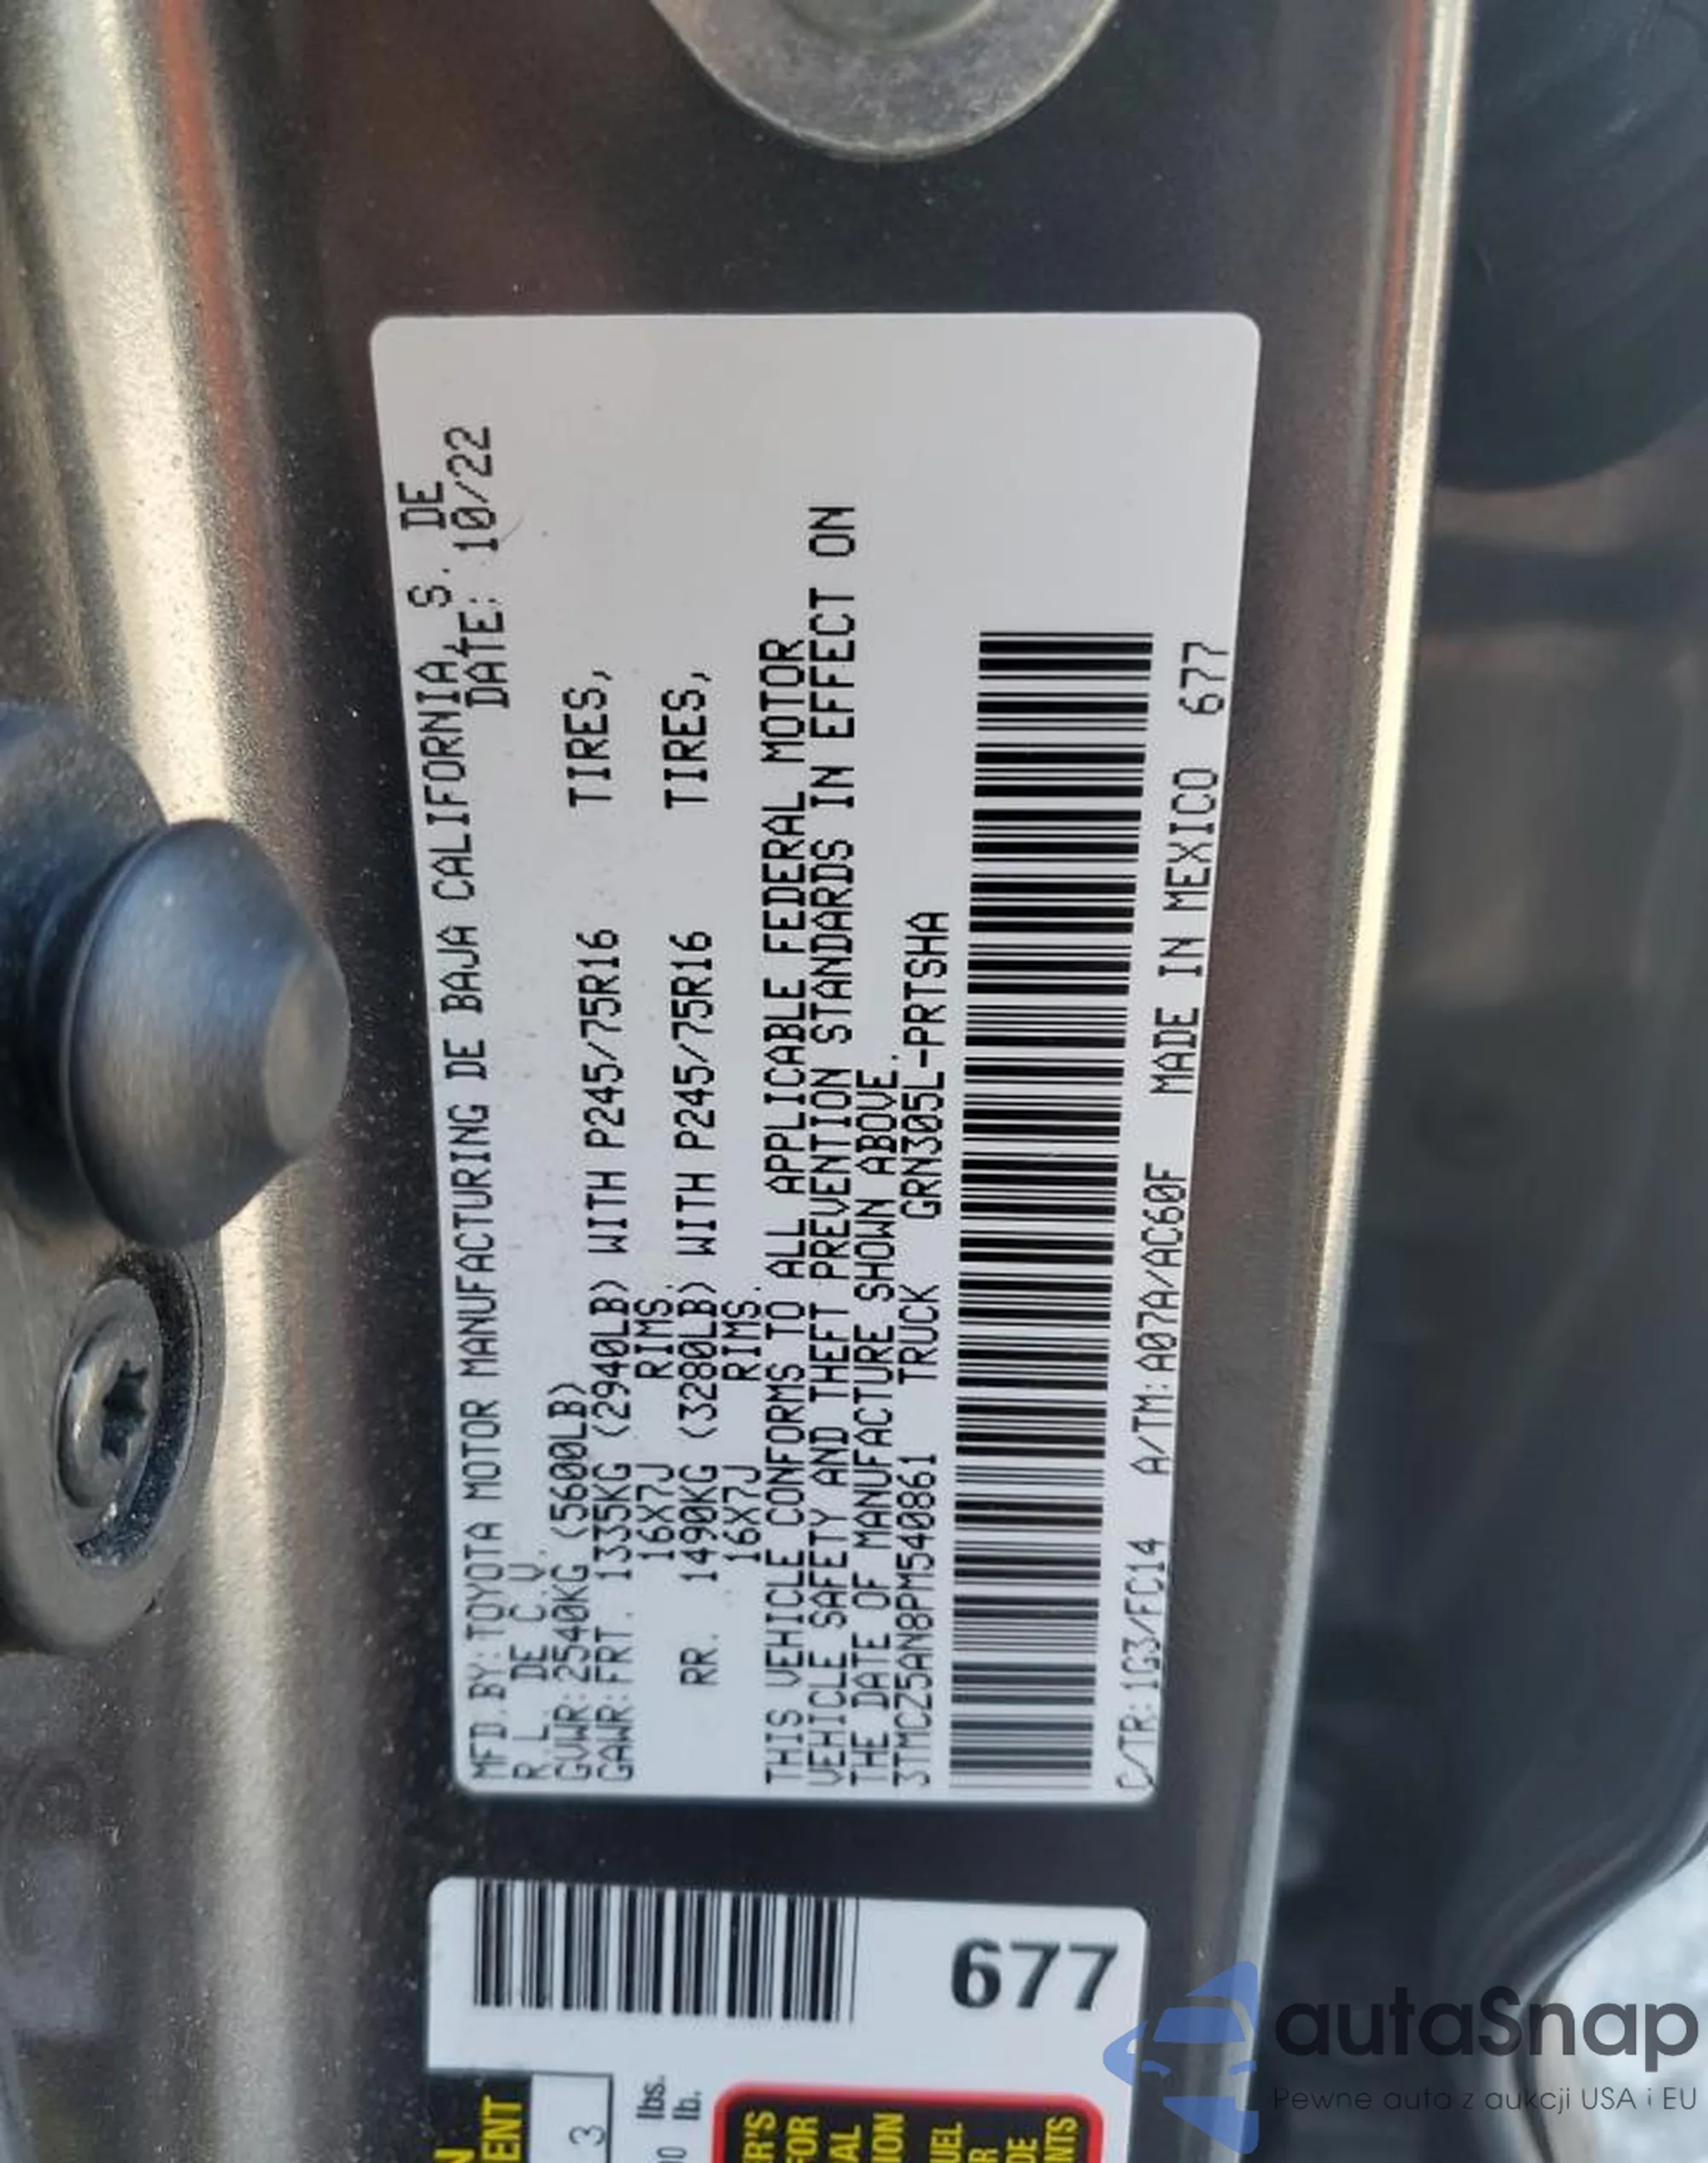 MFD.BY:TOYOTA MOTOR MANUFACTURING DE BAJA CALIFORNIA, S. DE
R.L. DE C.V. DATE: 10/22
GVWR:2540KG (5600LB)
GAWR:FRT. 1335KG (2940LB) WITH P245/75R16 TIRES,
16X7J RIMS.
RR. 1490KG (3280LB) WITH P245/75R16 TIRES,
16X7J RIMS.
THIS VEHICLE CONFORMS TO ALL APPLICABLE FEDERAL MOTOR
VEHICLE SAFETY AND THEFT PREVENTION STANDARDS IN EFFECT ON
THE DATE OF MANUFACTURE SHOWN ABOVE.
3TMCZ5AN8PM540861 TRUCK GRN305L-PRTSHA
C/TR:1G3/FC14 A/TM:A07A/AC60F MADE IN MEXICO 677
677
3
lbs.
lb.
autaSnap
Pewne auta z aukcji USA i EU